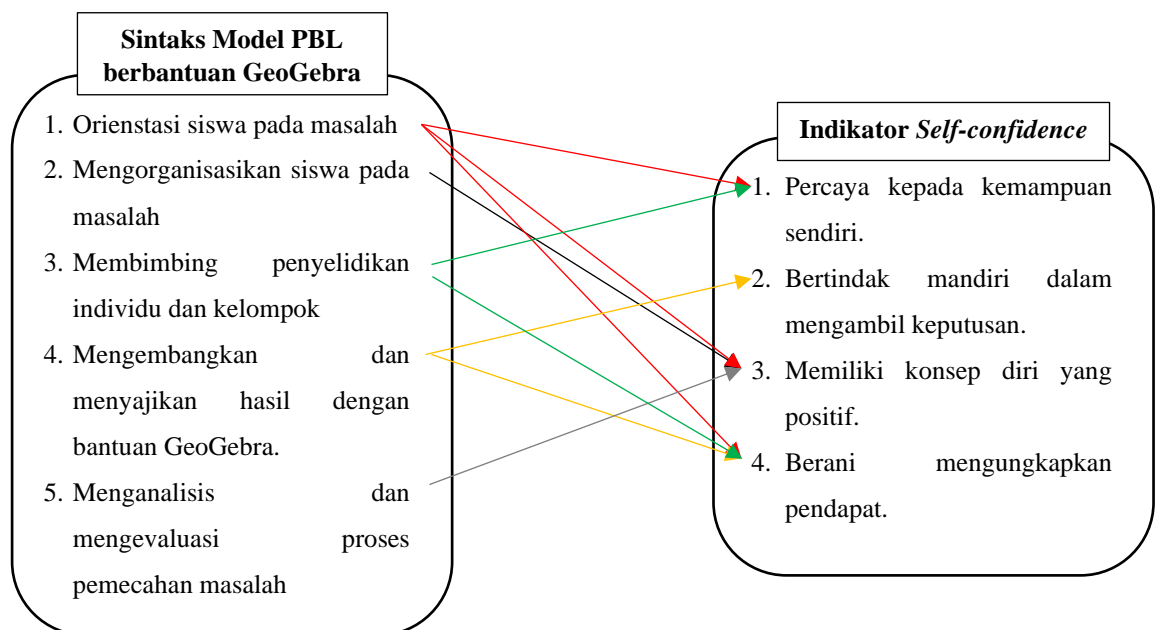 Sintaks Model PBL
berbantuan GeoGebra
1. Orienstasi siswa pada masalah
2. Mengorganisasikan siswa pada
masalah
3. Membimbing penyelidikan
individu dan kelompok
4. Mengembangkan dan
menyajikan hasil dengan
bantuan GeoGebra.
5. Menganalisis dan
mengevaluasi proses
pemecahan masalah
Indikator Self-confidence
1. Percaya kepada kemampuan
sendiri.
2. Bertindak mandiri dalam
mengambil keputusan.
3. Memiliki konsep diri yang
positif.
4. Berani mengungkapkan
pendapat.